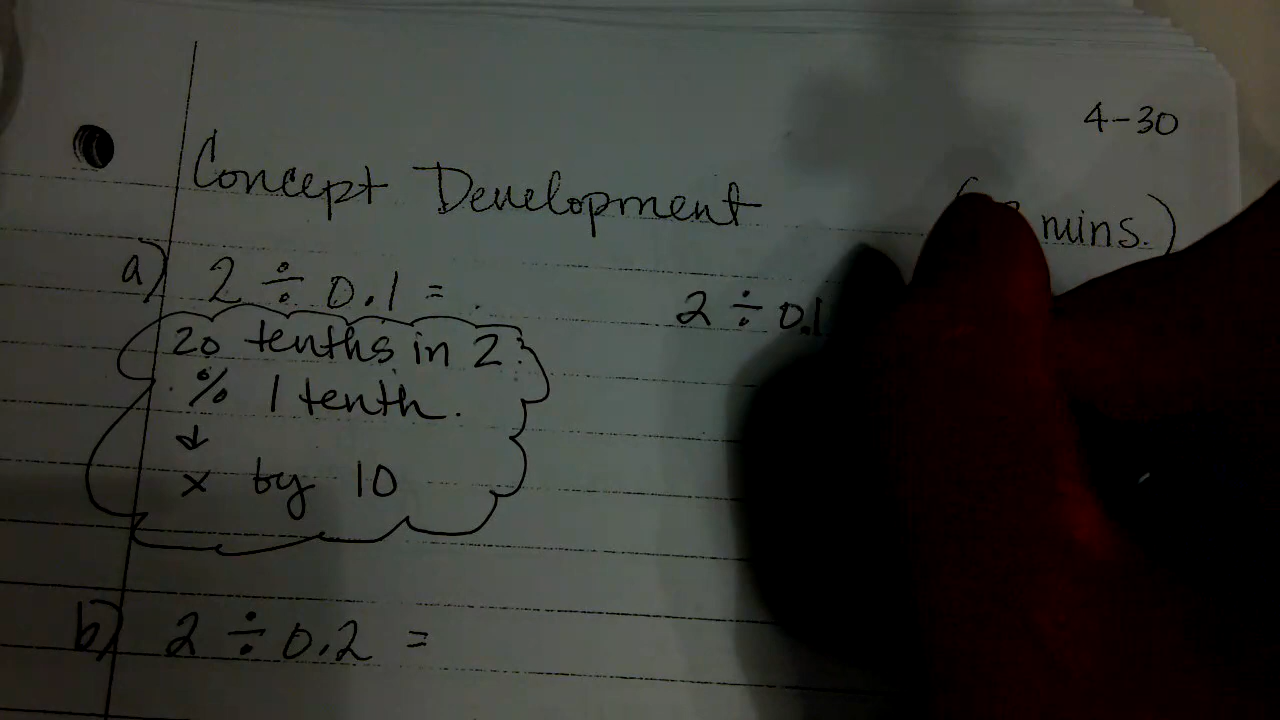 4-30
Concept Development
mins.)
a) 2 ÷ 0.1 =
2 ÷ 0.1
20 tenths in 2
% 1 tenth.
↓
x by 10
b) 2 ÷ 0.2 =